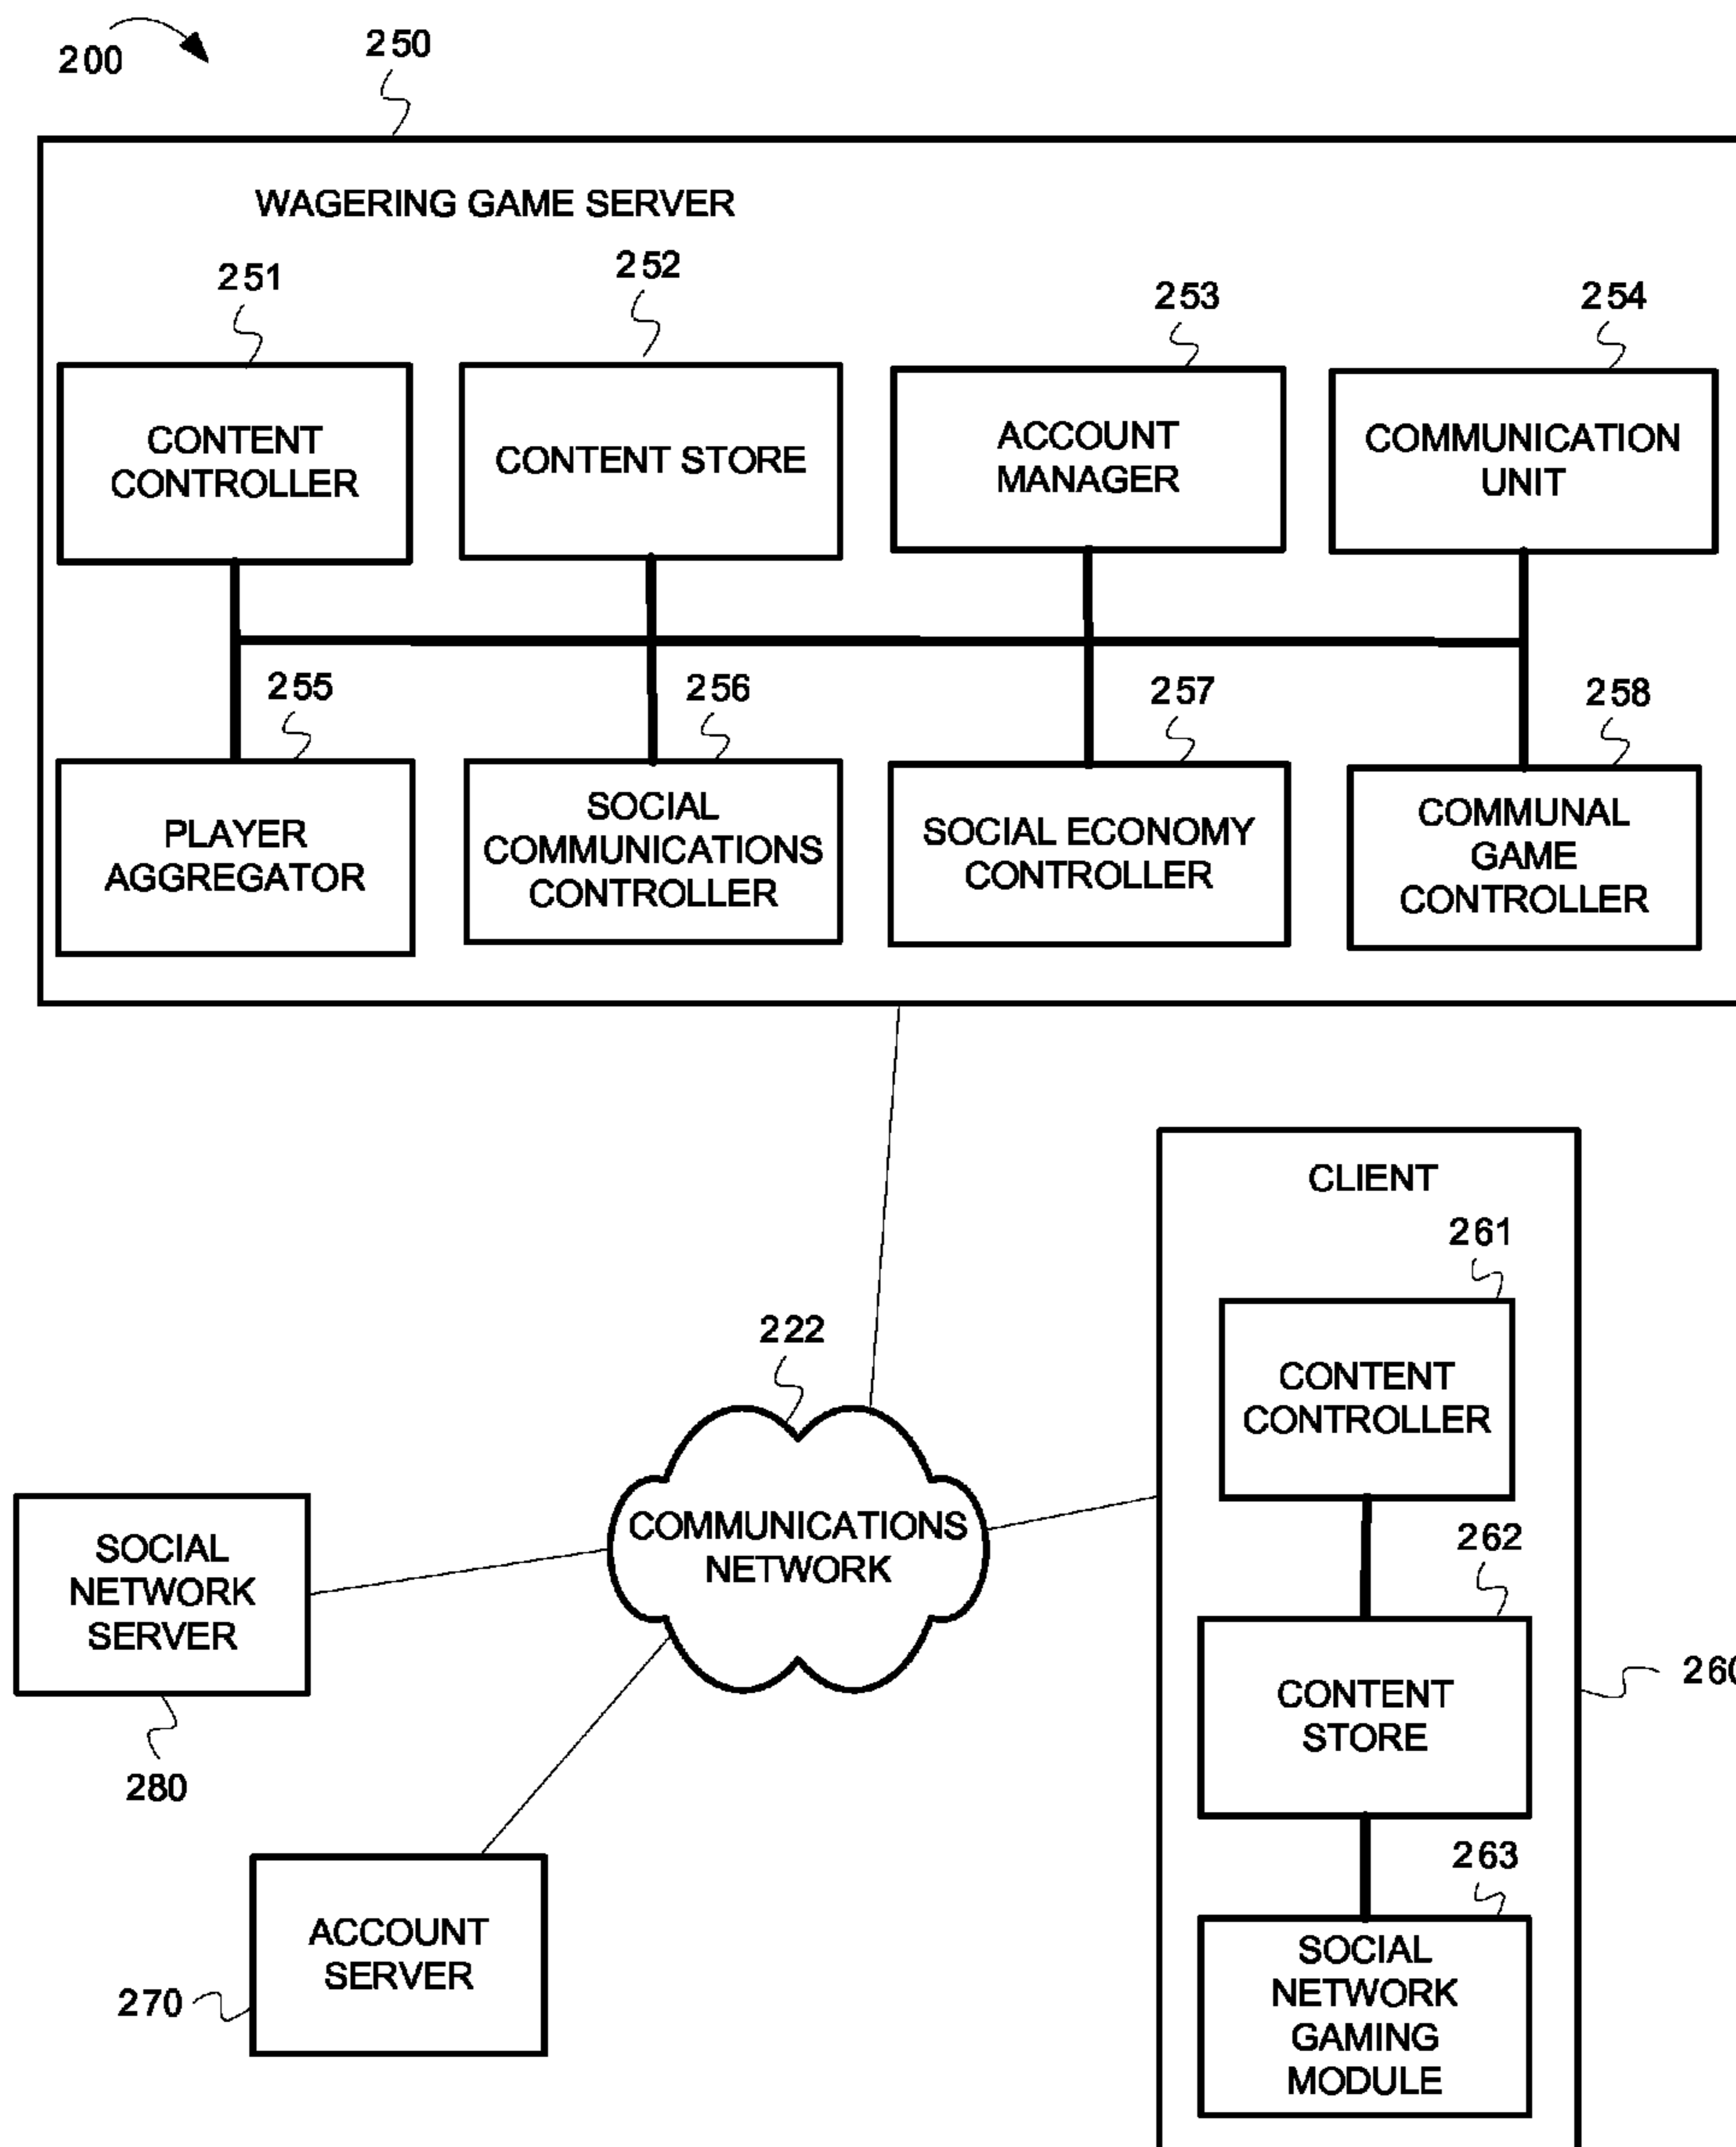 200
250
WAGERING GAME SERVER
251
252
253
254
CONTENT
CONTROLLER
CONTENT STORE
ACCOUNT
MANAGER
COMMUNICATION
UNIT
255
256
257
258
PLAYER
AGGREGATOR
SOCIAL
COMMUNICATIONS
CONTROLLER
SOCIAL ECONOMY
CONTROLLER
COMMUNAL
GAME
CONTROLLER
CLIENT
261
CONTENT
CONTROLLER
222
COMMUNICATIONS
NETWORK
SOCIAL
NETWORK
SERVER
280
262
CONTENT
STORE
260
263
SOCIAL
NETWORK
GAMING
MODULE
ACCOUNT
SERVER
270